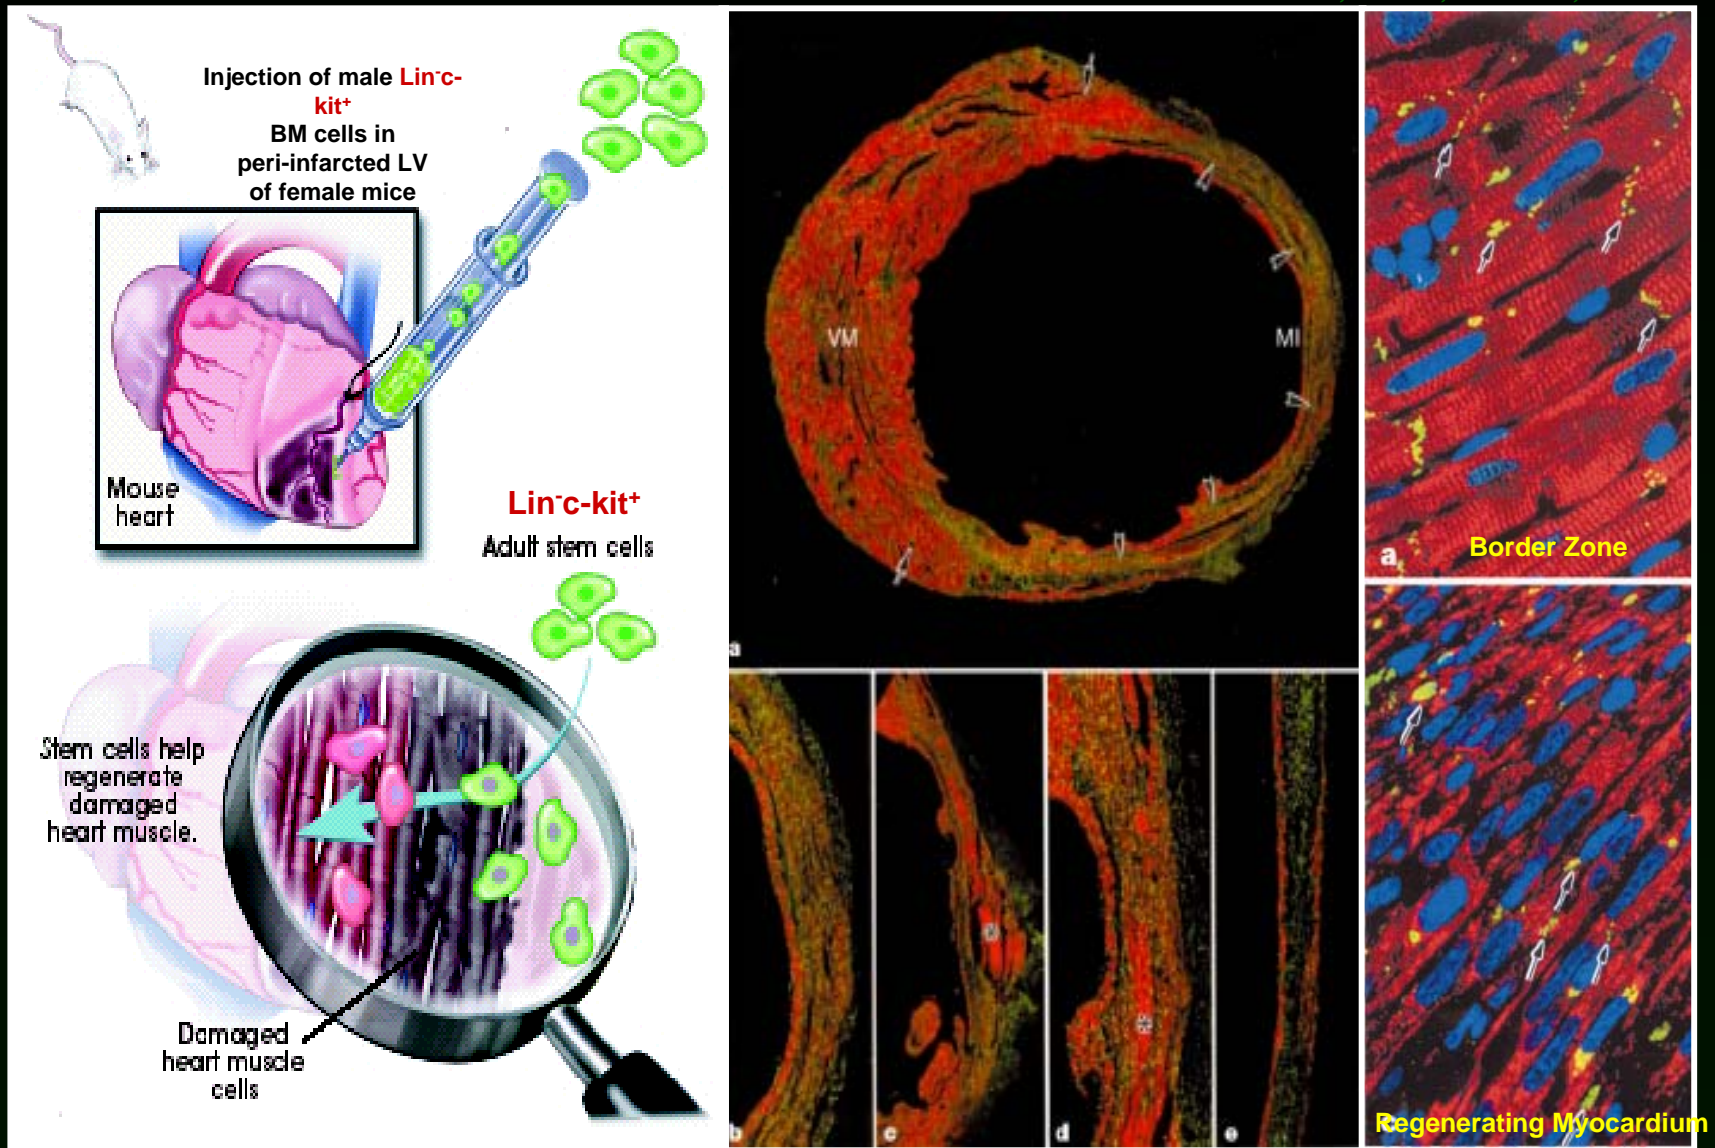 Injection of male Lin⁻c-
kit⁺
BM cells in
peri-infarcted LV
of female mice
Mouse
heart
Lin⁻c-kit⁺
Adult stem cells
Stem cells help
regenerate
damaged
heart muscle.
Damaged
heart muscle
cells
VM
MI
a
b
c
d
e
a
Border Zone
Regenerating Myocardium